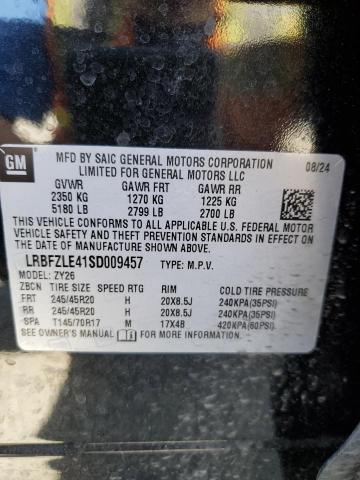 GM
MFD BY SAIC GENERAL MOTORS CORPORATION 08/24
LIMITED FOR GENERAL MOTORS LLC
GVWR GAWR FRT GAWR RR
2350 KG 1270 KG 1225 KG
5180 LB 2799 LB 2700 LB
THIS VEHICLE CONFORMS TO ALL APPLICABLE U.S. FEDERAL MOTOR
VEHICLE SAFETY, BUMPER, AND THEFT PREVENTION STANDARDS IN
EFFECT ON THE DATE OF MANUFACTURE SHOWN ABOVE.
LRBFZLE41SD009457 TYPE: M.P.V.
MODEL: ZY26
ZBCN TIRE SIZE SPEED RTG RIM COLD TIRE PRESSURE
FRT 245/45R20 H 20X8.5J 240KPA(35PSI)
RR 245/45R20 H 20X8.5J 240KPA(35PSI)
SPA T145/70R17 M 17X4B 420KPA(60PSI)
SEE OWNER'S MANUAL FOR MORE INFORMATION.